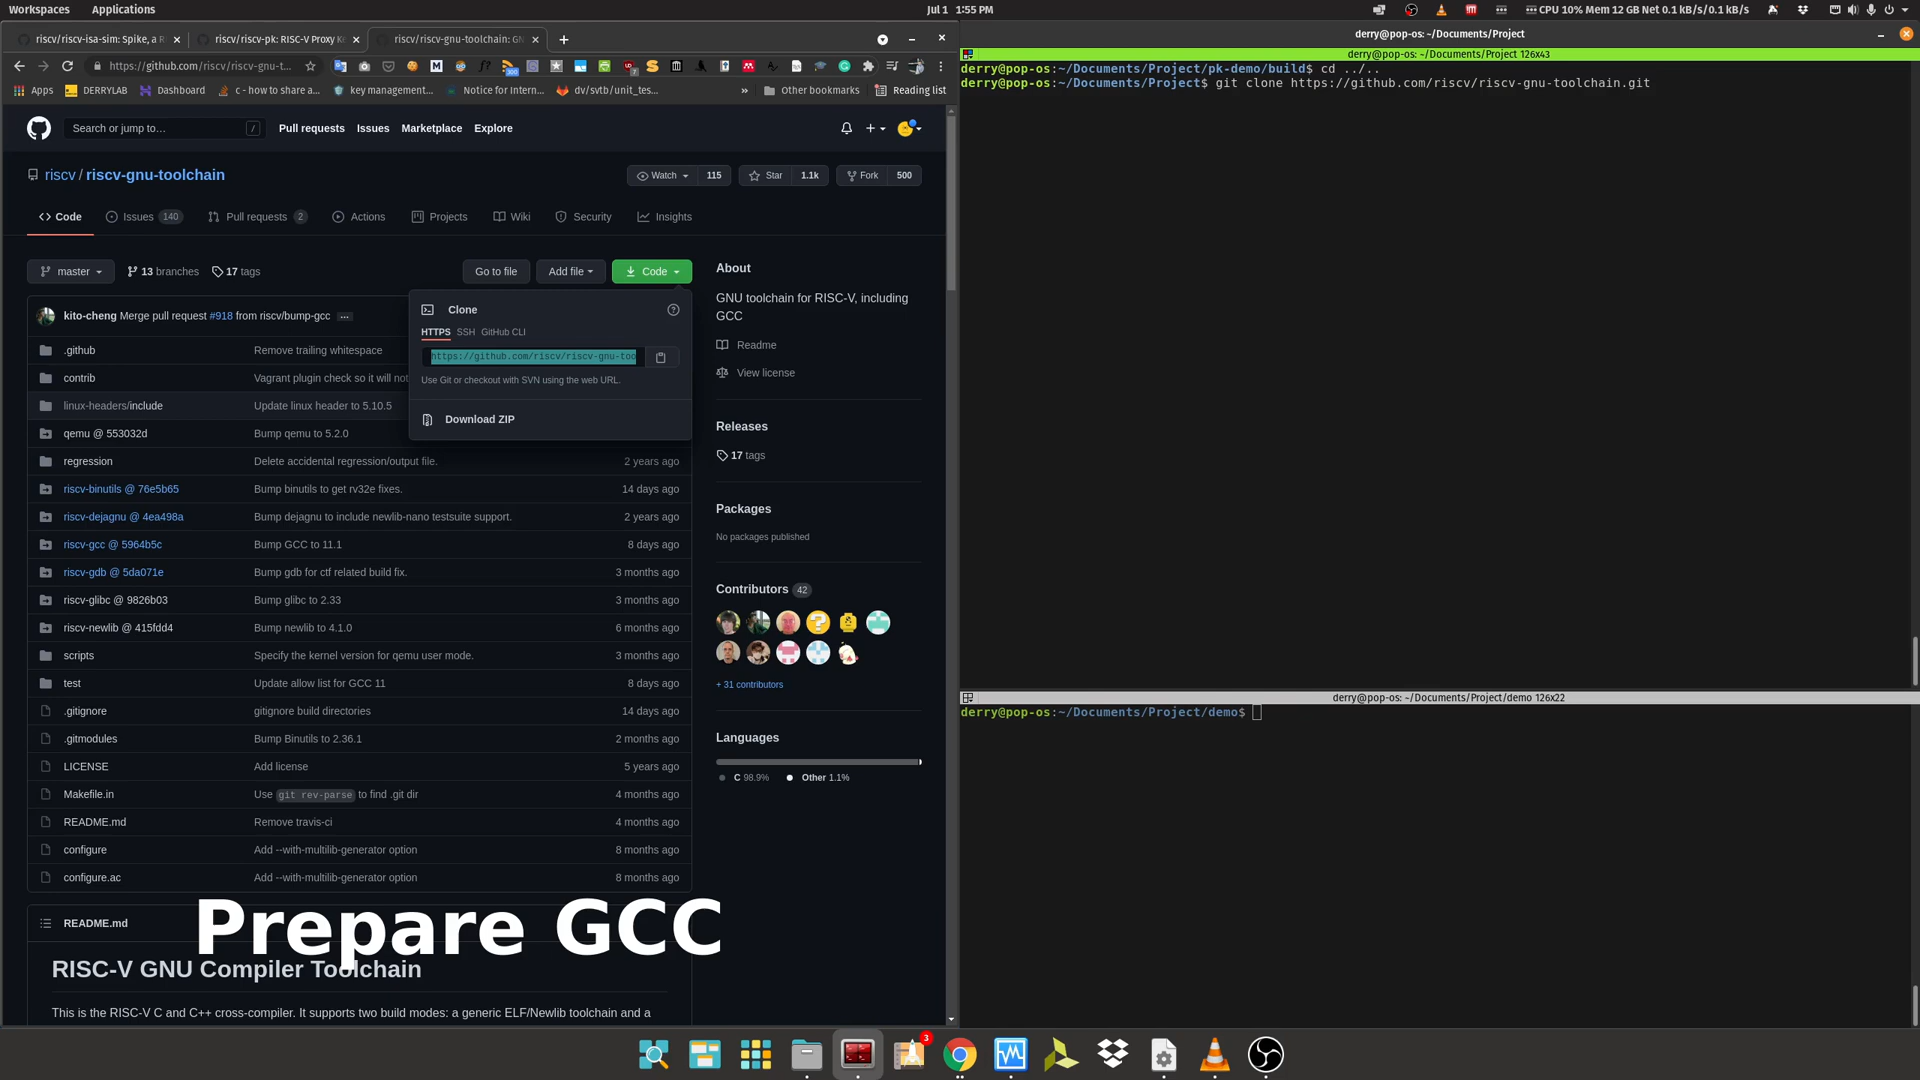 Workspaces Applications Jul 1 1:55 PM CPU 10% Mem 12 GB Net 0.1 kB/s/0.1 kB/s
riscv/riscv-isa-sim: Spike, a R riscv/riscv-pk: RISC-V Proxy Ke riscv/riscv-gnu-toolchain: GN
https://github.com/riscv/riscv-gnu-t...
Apps DERRYLAB Dashboard c - how to share a... key management,... Notice for Intern... dv/svtb/unit_tes... » Other bookmarks Reading list
Search or jump to… / Pull requests Issues Marketplace Explore
riscv / riscv-gnu-toolchain Watch 115 Star 1.1k Fork 500
Code Issues 140 Pull requests 2 Actions Projects Wiki Security Insights
master 13 branches 17 tags Go to file Add file Code
Clone
HTTPS SSH GitHub CLI
https://github.com/riscv/riscv-gnu-too
Use Git or checkout with SVN using the web URL.
Download ZIP
kito-cheng Merge pull request #918 from riscv/bump-gcc ...
.github Remove trailing whitespace
contrib Vagrant plugin check so it will not
linux-headers/include Update linux header to 5.10.5
qemu @ 553032d Bump qemu to 5.2.0
regression Delete accidental regression/output file. 2 years ago
riscv-binutils @ 76e5b65 Bump binutils to get rv32e fixes. 14 days ago
riscv-dejagnu @ 4ea498a Bump dejagnu to include newlib-nano testsuite support. 2 years ago
riscv-gcc @ 5964b5c Bump GCC to 11.1 8 days ago
riscv-gdb @ 5da071e Bump gdb for ctf related build fix. 3 months ago
riscv-glibc @ 9826b03 Bump glibc to 2.33 3 months ago
riscv-newlib @ 415fdd4 Bump newlib to 4.1.0 6 months ago
scripts Specify the kernel version for qemu user mode. 3 months ago
test Update allow list for GCC 11 8 days ago
.gitignore gitignore build directories 14 days ago
.gitmodules Bump Binutils to 2.36.1 2 months ago
LICENSE Add license 5 years ago
Makefile.in Use git rev-parse to find .git dir 4 months ago
README.md Remove travis-ci 4 months ago
configure Add --with-multilib-generator option 8 months ago
configure.ac Add --with-multilib-generator option 8 months ago
README.md
Prepare GCC
RISC-V GNU Compiler Toolchain
This is the RISC-V C and C++ cross-compiler. It supports two build modes: a generic ELF/Newlib toolchain and a
About
GNU toolchain for RISC-V, including
GCC
Readme
View license
Releases
17 tags
Packages
No packages published
Contributors 42
+ 31 contributors
Languages
C 98.9% Other 1.1%
derry@pop-os: ~/Documents/Project
derry@pop-os: ~/Documents/Project 126x43
derry@pop-os:~/Documents/Project/pk-demo/build$ cd ../..
derry@pop-os:~/Documents/Project$ git clone https://github.com/riscv/riscv-gnu-toolchain.git
derry@pop-os: ~/Documents/Project/demo 126x22
derry@pop-os:~/Documents/Project/demo$
3